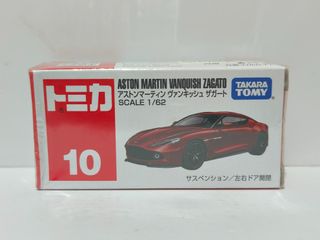 トミカ
10
ASTON MARTIN VANQUISH ZAGATO
アストンマーティン ヴァンキッシュ ザガート
SCALE 1/62
TAKARA
TOMY
サスペンション/左右ドア開閉